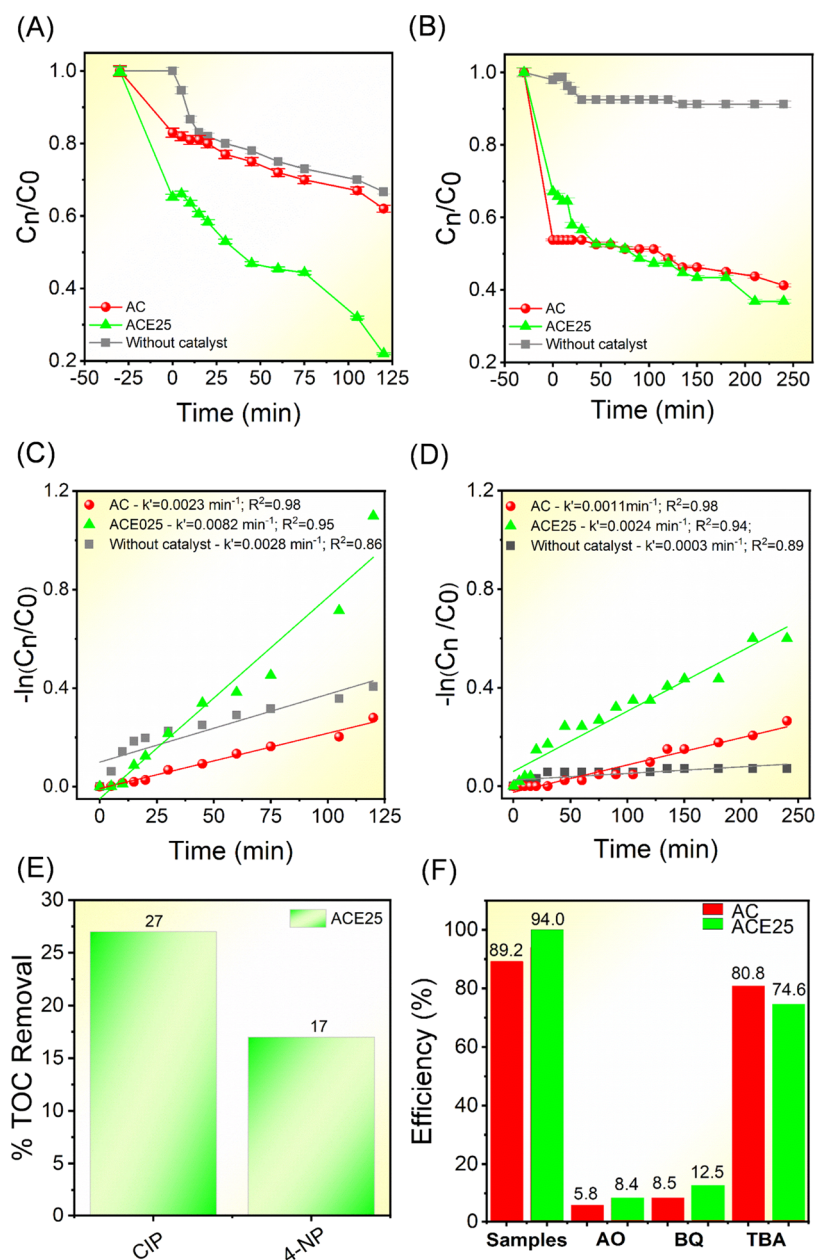 (A)
1.0
0.8
0.6
0.4
0.2
Cn/C0
AC
ACE25
Without catalyst
-50 -25 0 25 50 75 100 125
Time (min)
(B)
1.0
0.8
0.6
0.4
0.2
Cn/C0
AC
ACE25
Without catalyst
-50 0 50 100 150 200 250
Time (min)
(C)
1.2
0.8
0.4
0.0
-ln(Cn/C0)
AC - k'=0.0023 min⁻¹; R²=0.98
ACE025 - k'=0.0082 min⁻¹; R²=0.95
Without catalyst - k'=0.0028 min⁻¹; R²=0.86
0 25 50 75 100 125
Time (min)
(D)
1.2
0.8
0.4
0.0
-ln(Cn/C0)
AC - k'=0.0011min⁻¹; R²=0.98
ACE25 - k'=0.0024 min⁻¹; R²=0.94;
Without catalyst - k'=0.0003 min⁻¹; R²=0.89
0 50 100 150 200 250
Time (min)
(E)
30
25
20
15
10
5
0
% TOC Removal
ACE25
27
17
CIP 4-NP
(F)
100
80
60
40
20
0
Efficiency (%)
AC
ACE25
89.2 94.0
5.8 8.4
8.5 12.5
80.8 74.6
Samples AO BQ TBA